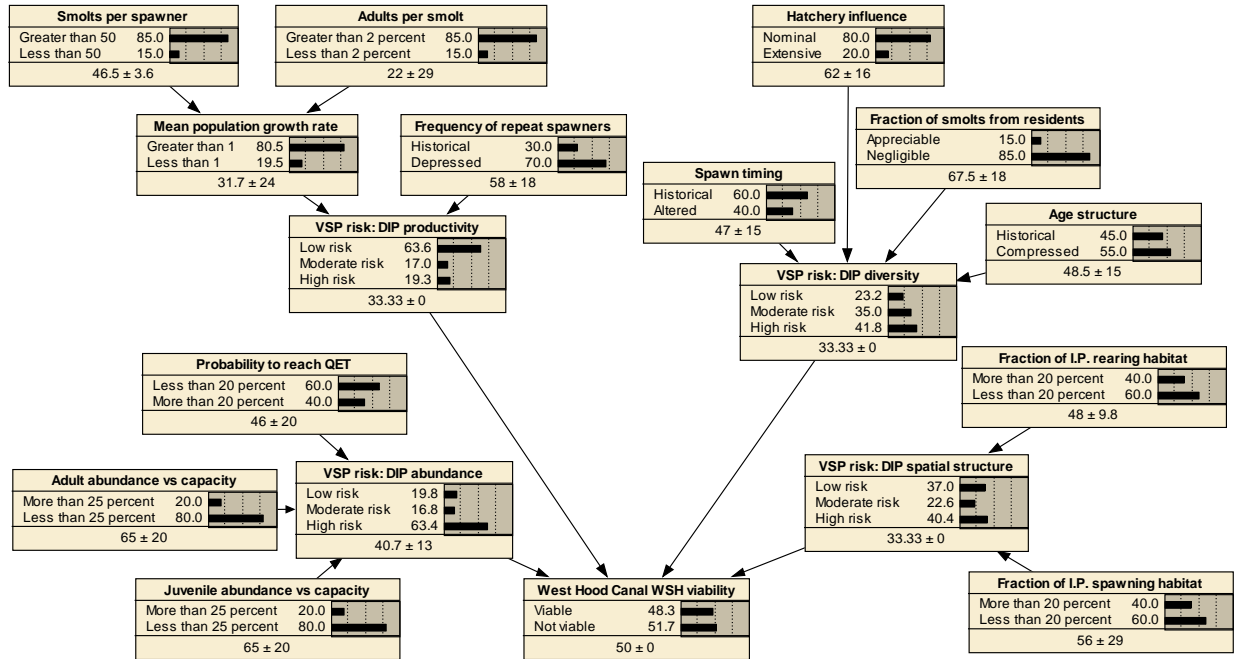 Smolts per spawner
Greater than 50 85.0
Less than 50 15.0
46.5 ± 3.6
Adults per smolt
Greater than 2 percent 85.0
Less than 2 percent 15.0
22 ± 29
Hatchery influence
Nominal 80.0
Extensive 20.0
62 ± 16
Mean population growth rate
Greater than 1 80.5
Less than 1 19.5
31.7 ± 24
Frequency of repeat spawners
Historical 30.0
Depressed 70.0
58 ± 18
Fraction of smolts from residents
Appreciable 15.0
Negligible 85.0
67.5 ± 18
Spawn timing
Historical 60.0
Altered 40.0
47 ± 15
Age structure
Historical 45.0
Compressed 55.0
48.5 ± 15
VSP risk: DIP productivity
Low risk 63.6
Moderate risk 17.0
High risk 19.3
33.33 ± 0
VSP risk: DIP diversity
Low risk 23.2
Moderate risk 35.0
High risk 41.8
33.33 ± 0
Probability to reach QET
Less than 20 percent 60.0
More than 20 percent 40.0
46 ± 20
Fraction of I.P. rearing habitat
More than 20 percent 40.0
Less than 20 percent 60.0
48 ± 9.8
Adult abundance vs capacity
More than 25 percent 20.0
Less than 25 percent 80.0
65 ± 20
VSP risk: DIP abundance
Low risk 19.8
Moderate risk 16.8
High risk 63.4
40.7 ± 13
VSP risk: DIP spatial structure
Low risk 37.0
Moderate risk 22.6
High risk 40.4
33.33 ± 0
Juvenile abundance vs capacity
More than 25 percent 20.0
Less than 25 percent 80.0
65 ± 20
West Hood Canal WSH viability
Viable 48.3
Not viable 51.7
50 ± 0
Fraction of I.P. spawning habitat
More than 20 percent 40.0
Less than 20 percent 60.0
56 ± 29